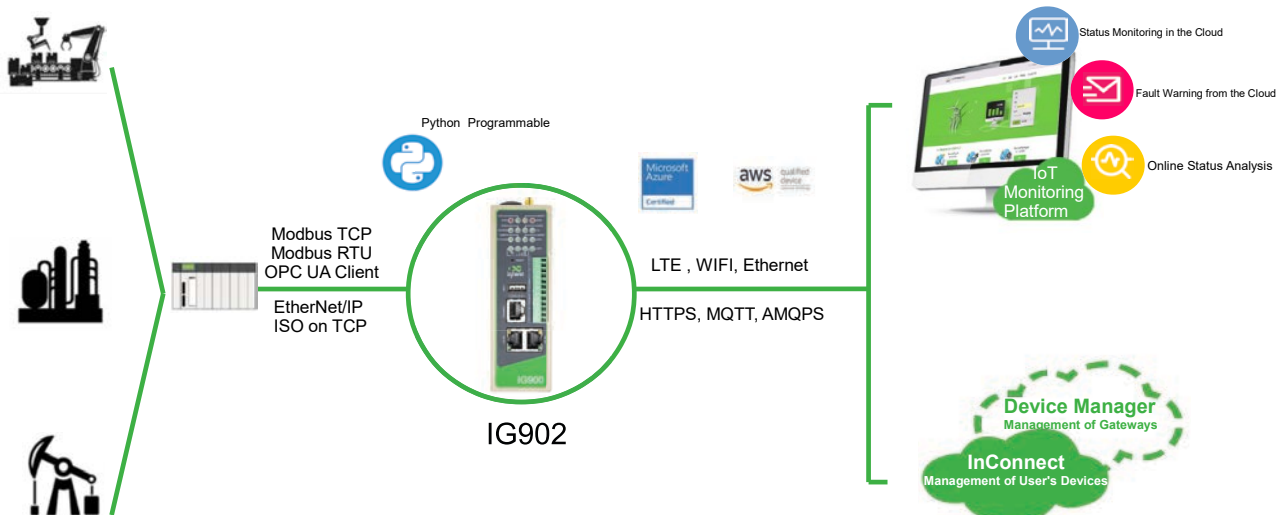 Python Programmable
Modbus TCP
Modbus RTU
OPC UA Client
EtherNet/IP
ISO on TCP
IG900
IG902
Microsoft
Azure
Certified
aws
qualified
device
LTE , WIFI, Ethernet
HTTPS, MQTT, AMQPS
Status Monitoring in the Cloud
Fault Warning from the Cloud
Online Status Analysis
IoT
Monitoring
Platform
Device Manager
Management of Gateways
InConnect
Management of User's Devices